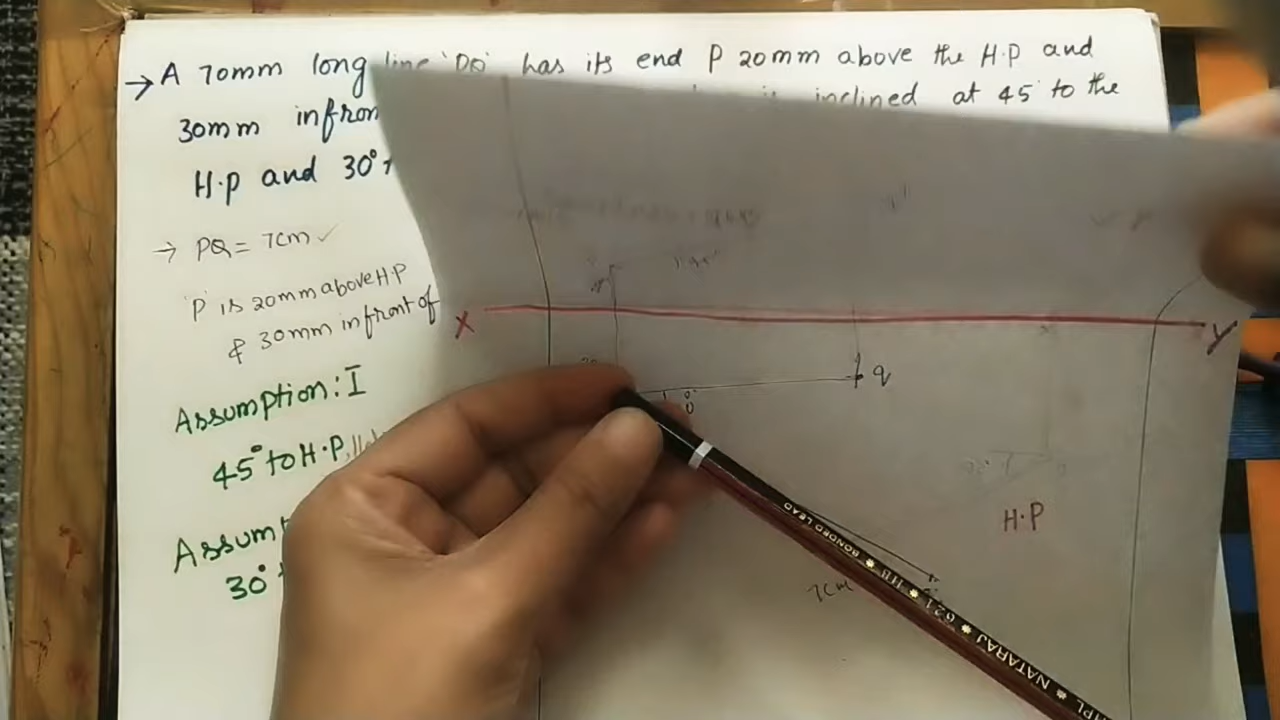 → A 70mm long line 'PQ' has its end P 20mm above the H.P and
30mm infron inclined at 45° to the
H.P and 30°
→ PQ = 7cm ✓
'P' is 20mm above H.P
& 30mm infront of
Assumption: I
45° to H.P,
Assum
30°
X
Y
q
H.P
7cm
NATARAJ ✱ 621 ✱ HB ✱ BONDED LEAD
HPL